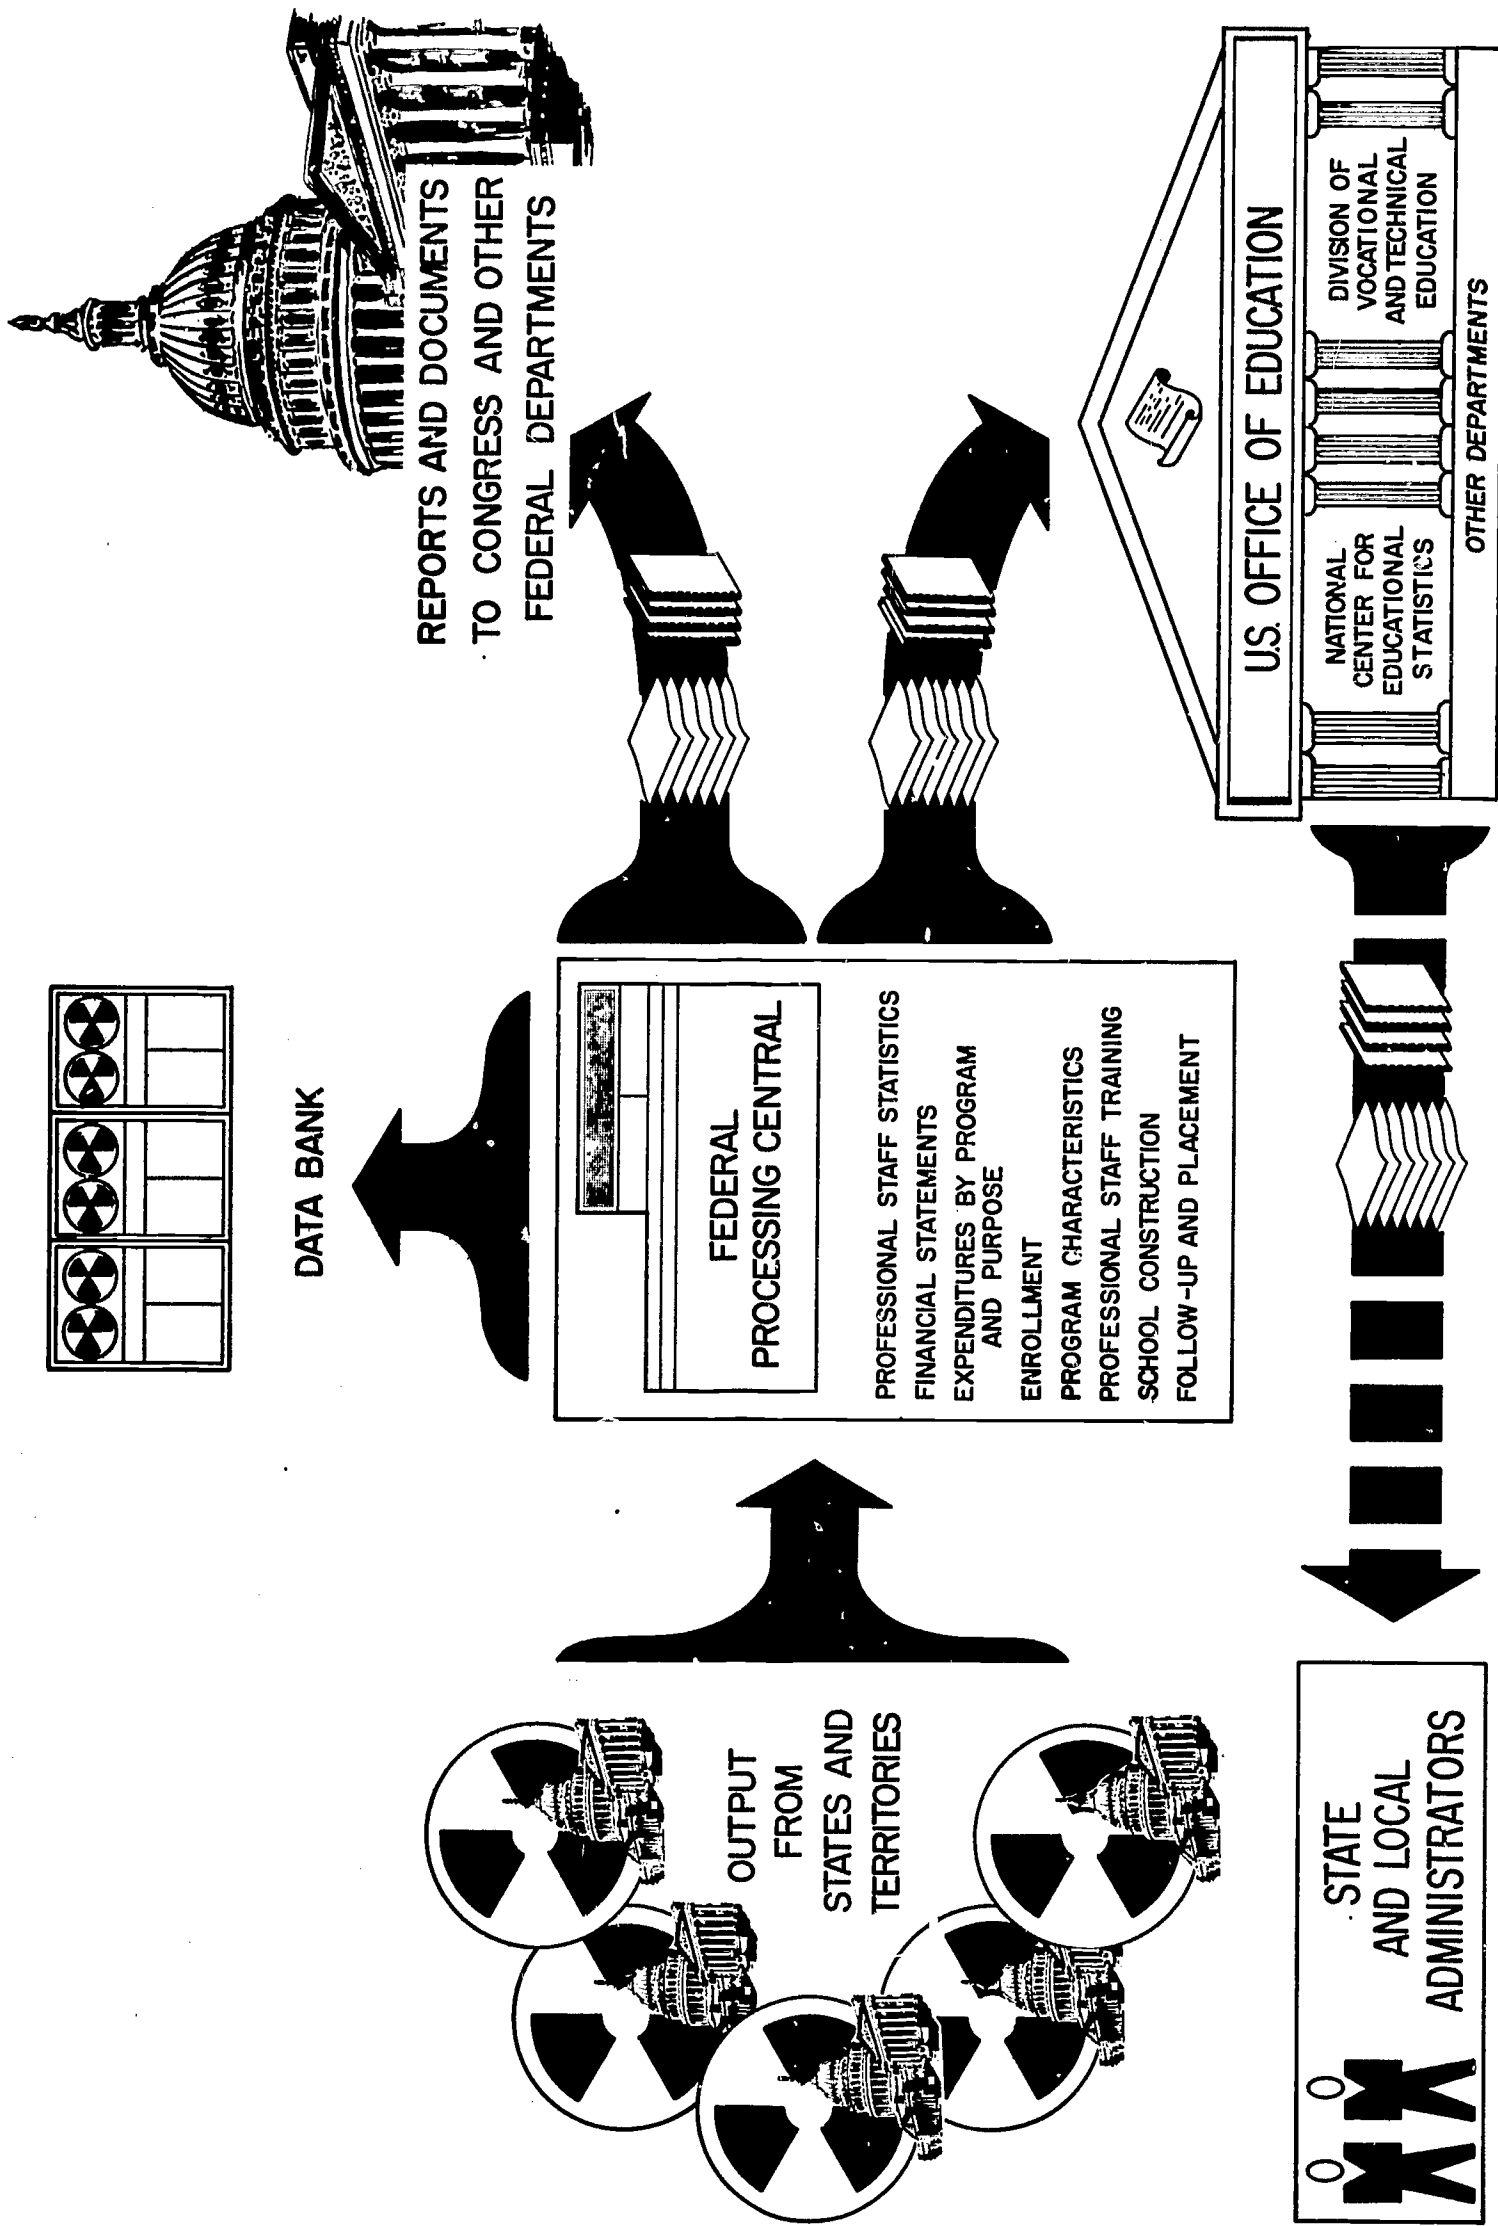 DATA BANK
REPORTS AND DOCUMENTS
TO CONGRESS AND OTHER
FEDERAL DEPARTMENTS
OUTPUT
FROM
STATES AND
TERRITORIES
FEDERAL
PROCESSING CENTRAL
PROFESSIONAL STAFF STATISTICS
FINANCIAL STATEMENTS
EXPENDITURES BY PROGRAM
AND PURPOSE
ENROLLMENT
PROGRAM CHARACTERISTICS
PROFESSIONAL STAFF TRAINING
SCHOOL CONSTRUCTION
FOLLOW-UP AND PLACEMENT
STATE
AND LOCAL
ADMINISTRATORS
U.S. OFFICE OF EDUCATION
NATIONAL
CENTER FOR
EDUCATIONAL
STATISTICS
DIVISION OF
VOCATIONAL
AND TECHNICAL
EDUCATION
OTHER DEPARTMENTS